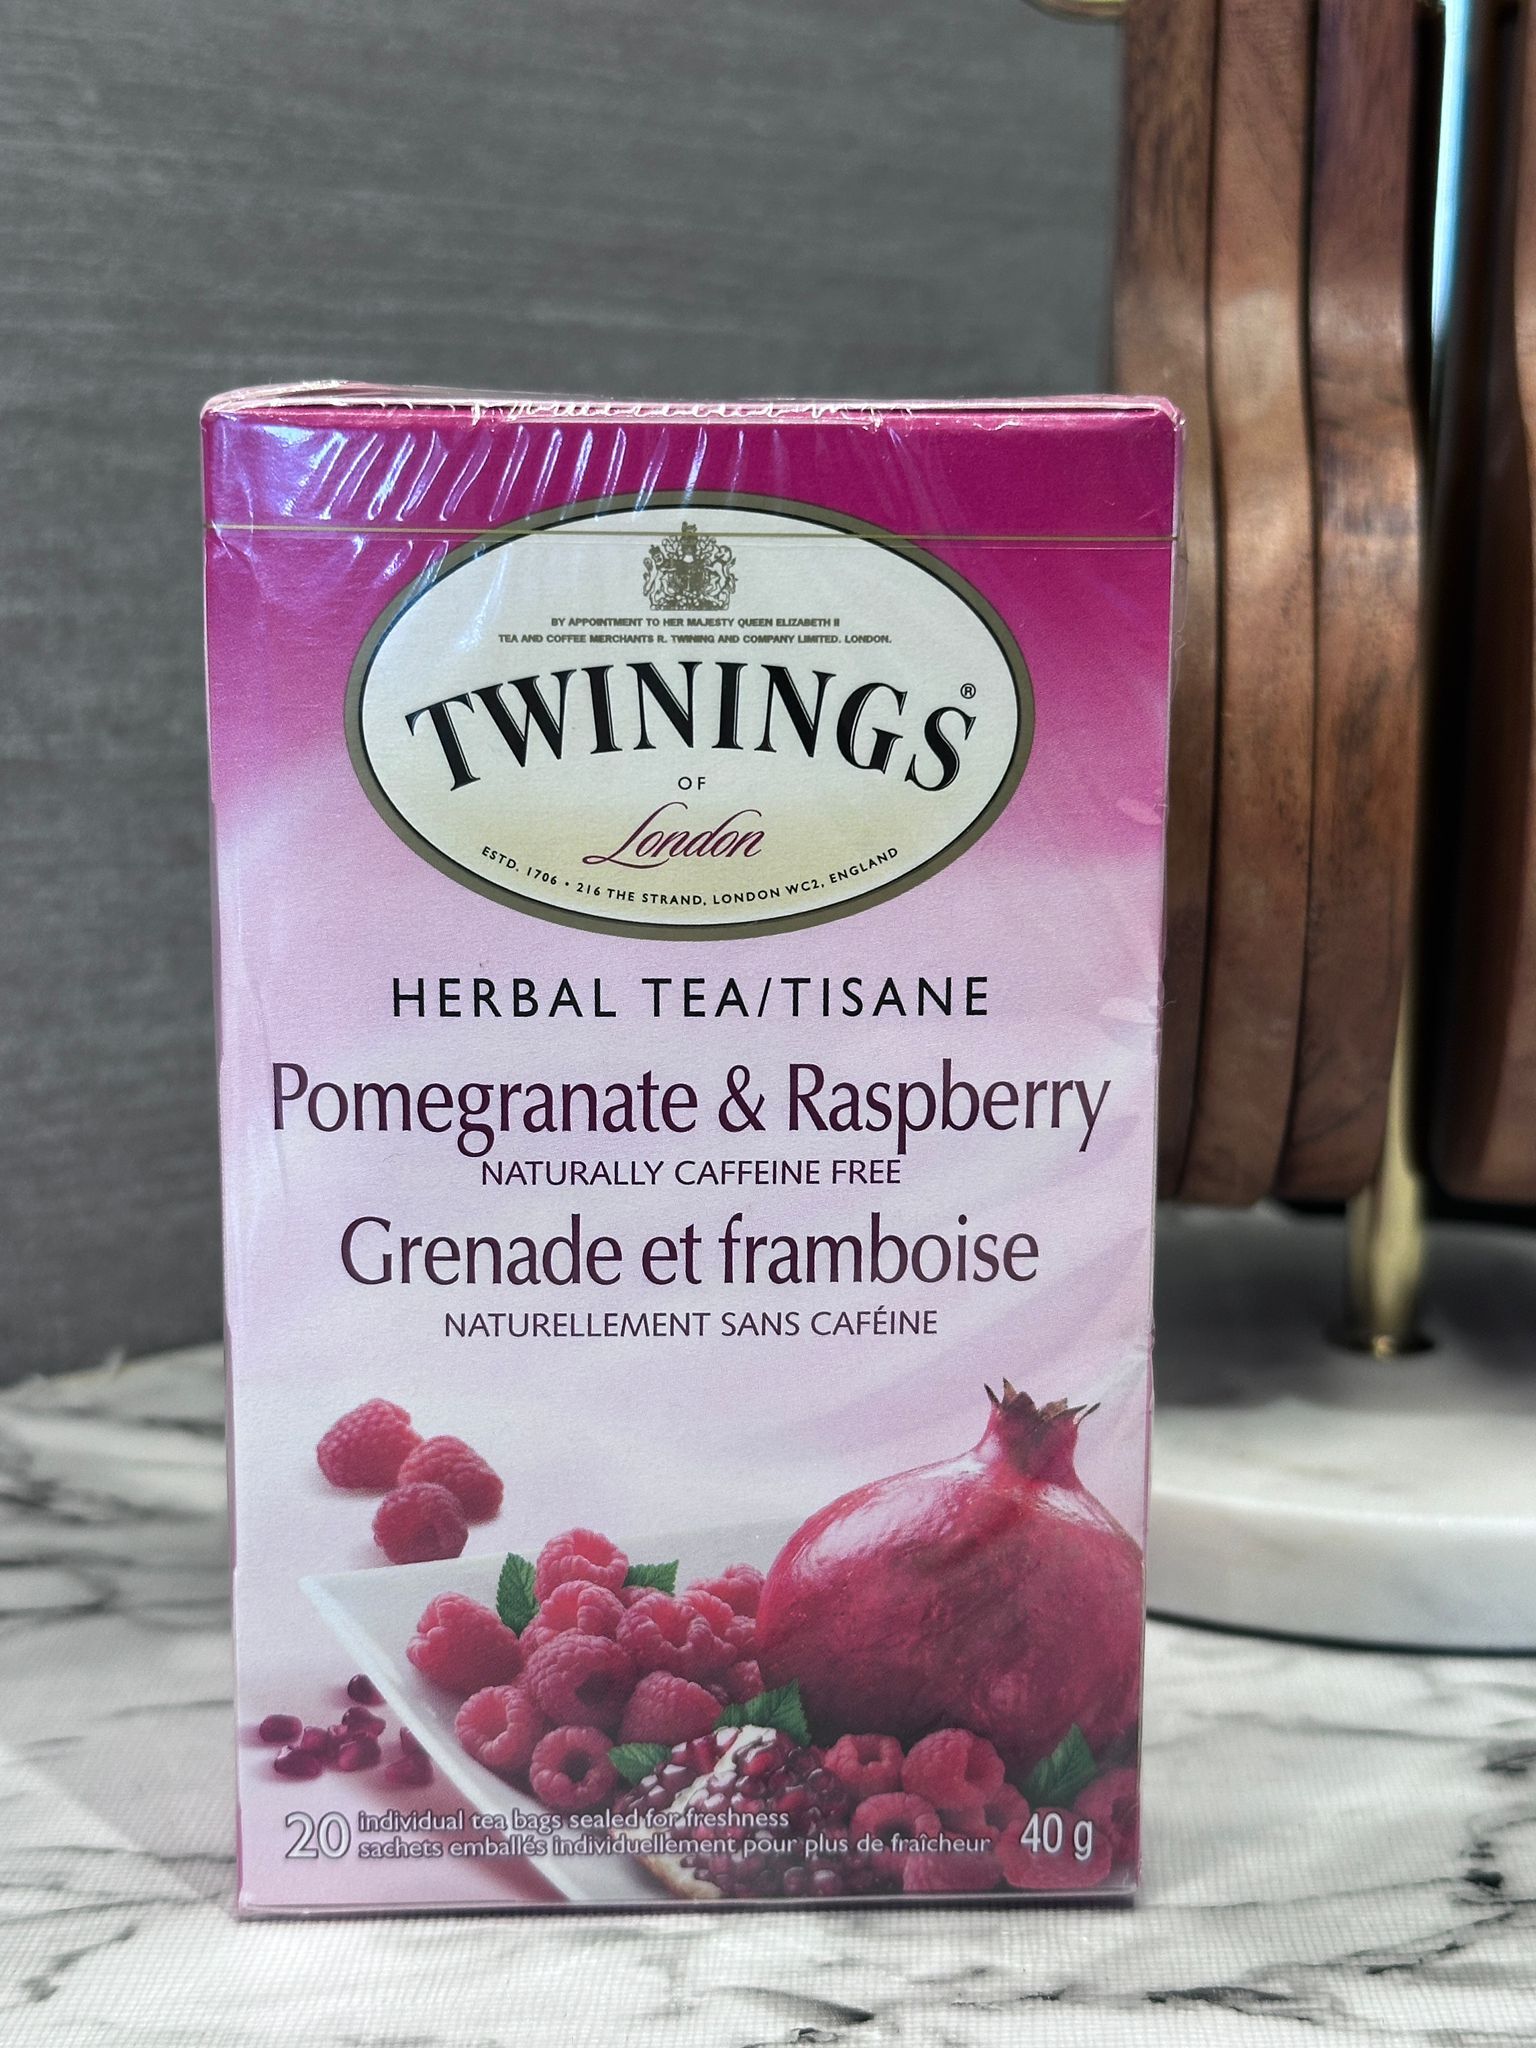 BY APPOINTMENT TO HER MAJESTY QUEEN ELIZABETH II
TEA AND COFFEE MERCHANTS R. TWINING AND COMPANY LIMITED. LONDON.
TWININGS®
OF
London
ESTD. 1706 • 216 THE STRAND, LONDON WC2, ENGLAND
HERBAL TEA/TISANE
Pomegranate & Raspberry
NATURALLY CAFFEINE FREE
Grenade et framboise
NATURELLEMENT SANS CAFÉINE
20 individual tea bags sealed for freshness
sachets emballés individuellement pour plus de fraîcheur 40 g